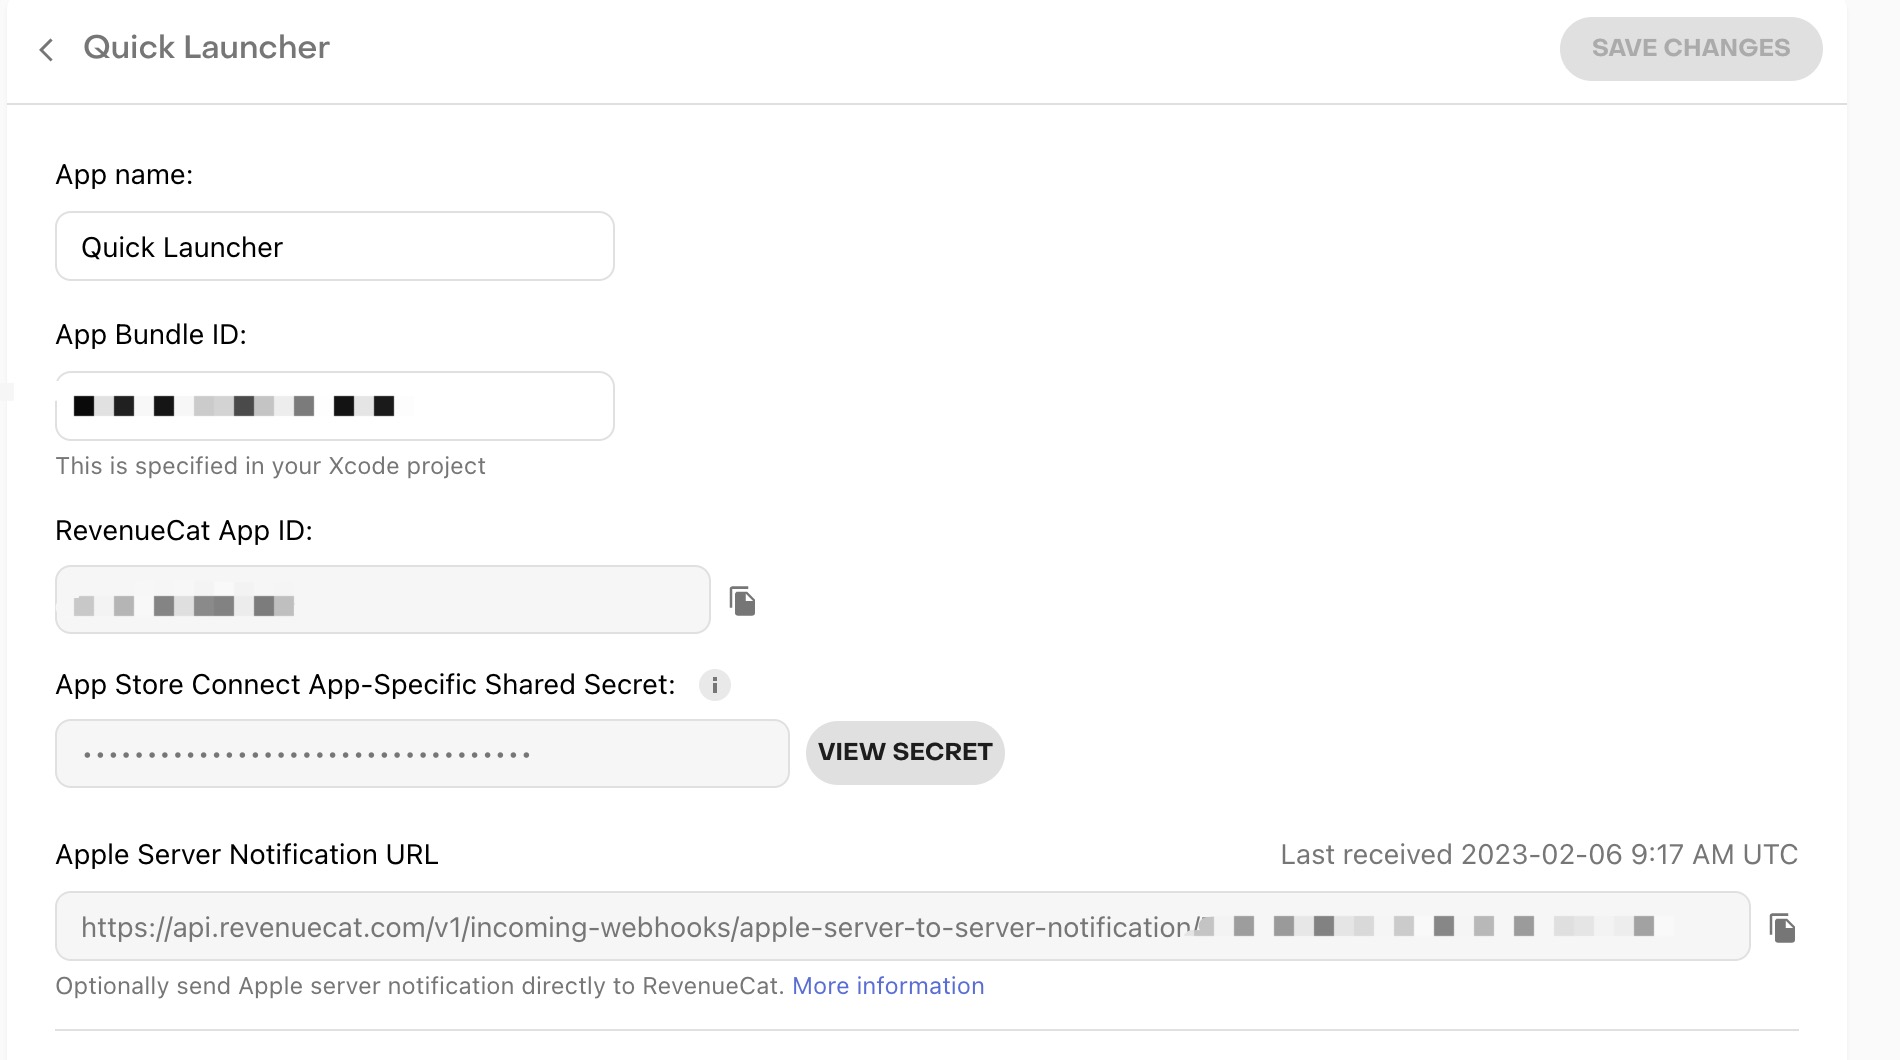 Quick Launcher
SAVE CHANGES
App name:
Quick Launcher
App Bundle ID:
This is specified in your Xcode project
RevenueCat App ID:
App Store Connect App-Specific Shared Secret:
••••••••••••••••••••••••••••••••••• VIEW SECRET
Apple Server Notification URL
Last received 2023-02-06 9:17 AM UTC
https://api.revenuecat.com/v1/incoming-webhooks/apple-server-to-server-notification/
Optionally send Apple server notification directly to RevenueCat. More information